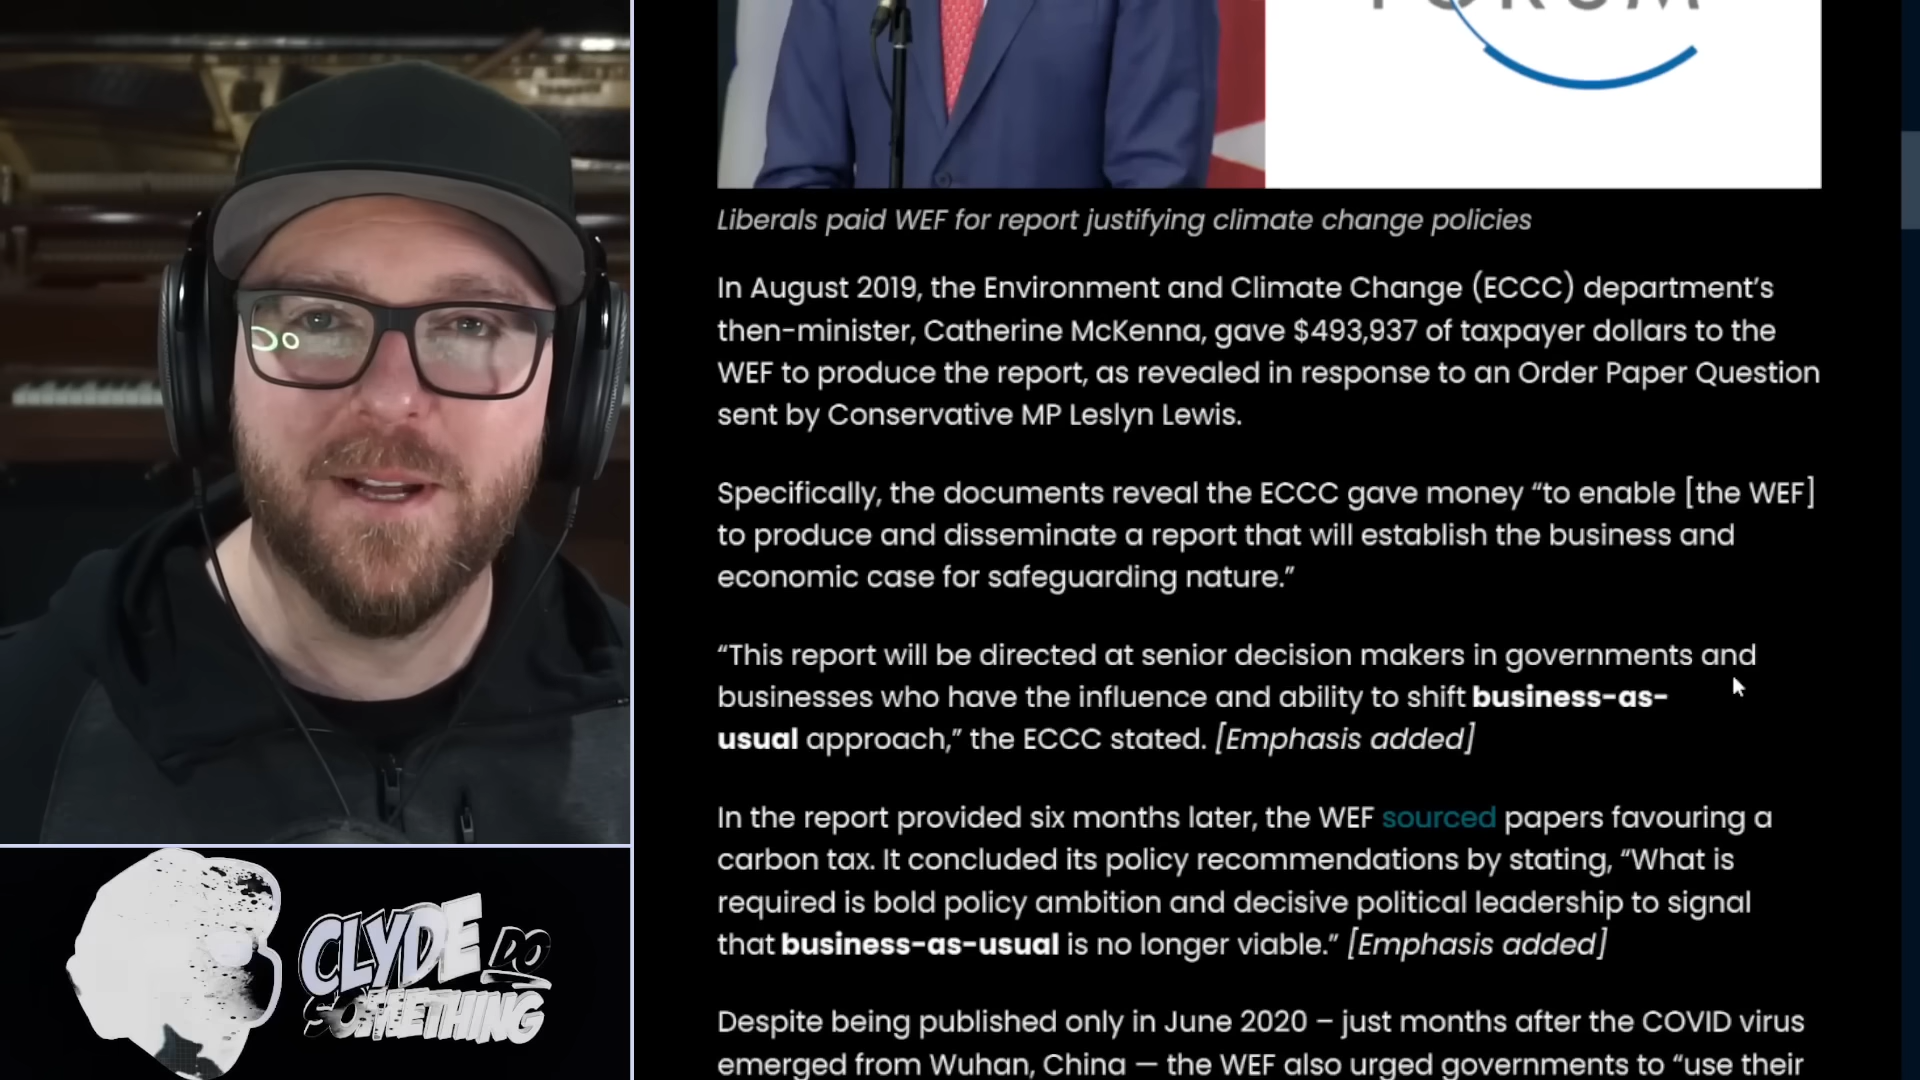 FORUM
Liberals paid WEF for report justifying climate change policies
In August 2019, the Environment and Climate Change (ECCC) department’s
then-minister, Catherine McKenna, gave $493,937 of taxpayer dollars to the
WEF to produce the report, as revealed in response to an Order Paper Question
sent by Conservative MP Leslyn Lewis.
Specifically, the documents reveal the ECCC gave money “to enable [the WEF]
to produce and disseminate a report that will establish the business and
economic case for safeguarding nature.”
“This report will be directed at senior decision makers in governments and
businesses who have the influence and ability to shift business-as-
usual approach,” the ECCC stated. [Emphasis added]
In the report provided six months later, the WEF sourced papers favouring a
carbon tax. It concluded its policy recommendations by stating, “What is
required is bold policy ambition and decisive political leadership to signal
that business-as-usual is no longer viable.” [Emphasis added]
Despite being published only in June 2020 – just months after the COVID virus
emerged from Wuhan, China — the WEF also urged governments to “use their
CLYDE DO
SOMETHING